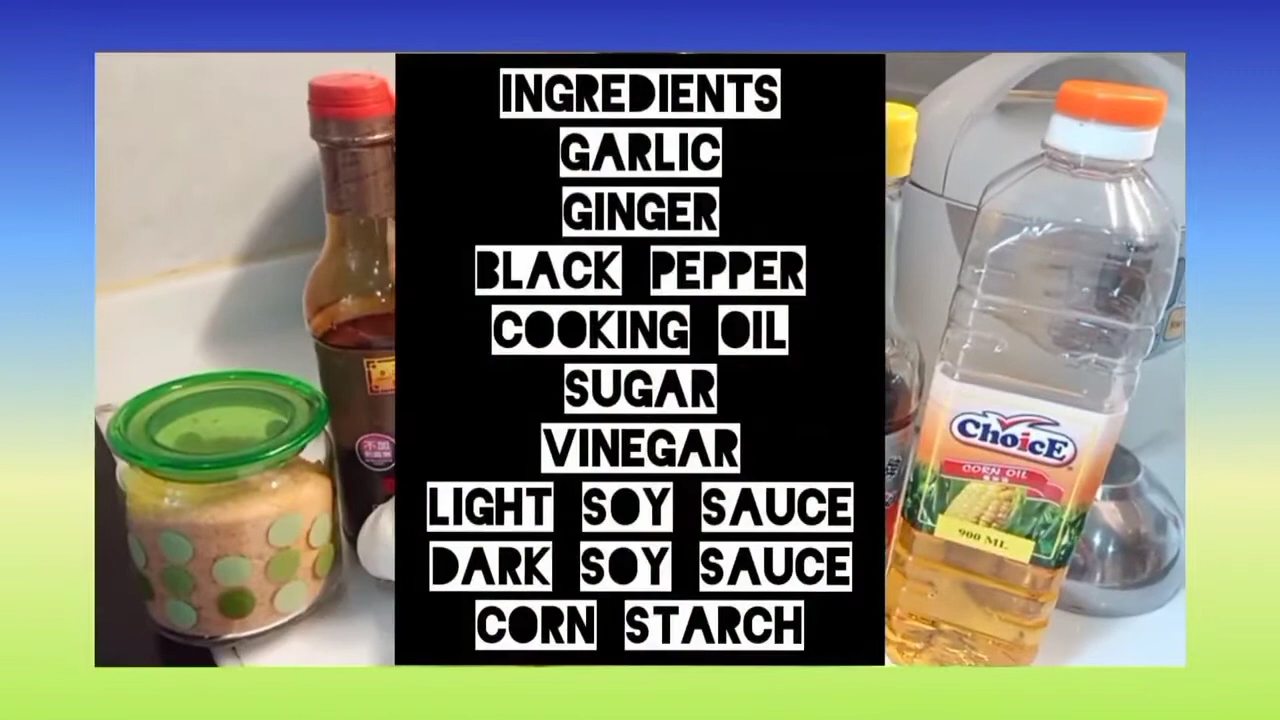 INGREDIENTS
GARLIC
GINGER
BLACK PEPPER
COOKING OIL
SUGAR
VINEGAR
LIGHT SOY SAUCE
DARK SOY SAUCE
CORN STARCH
CHOICE
CORN OIL
900 ML